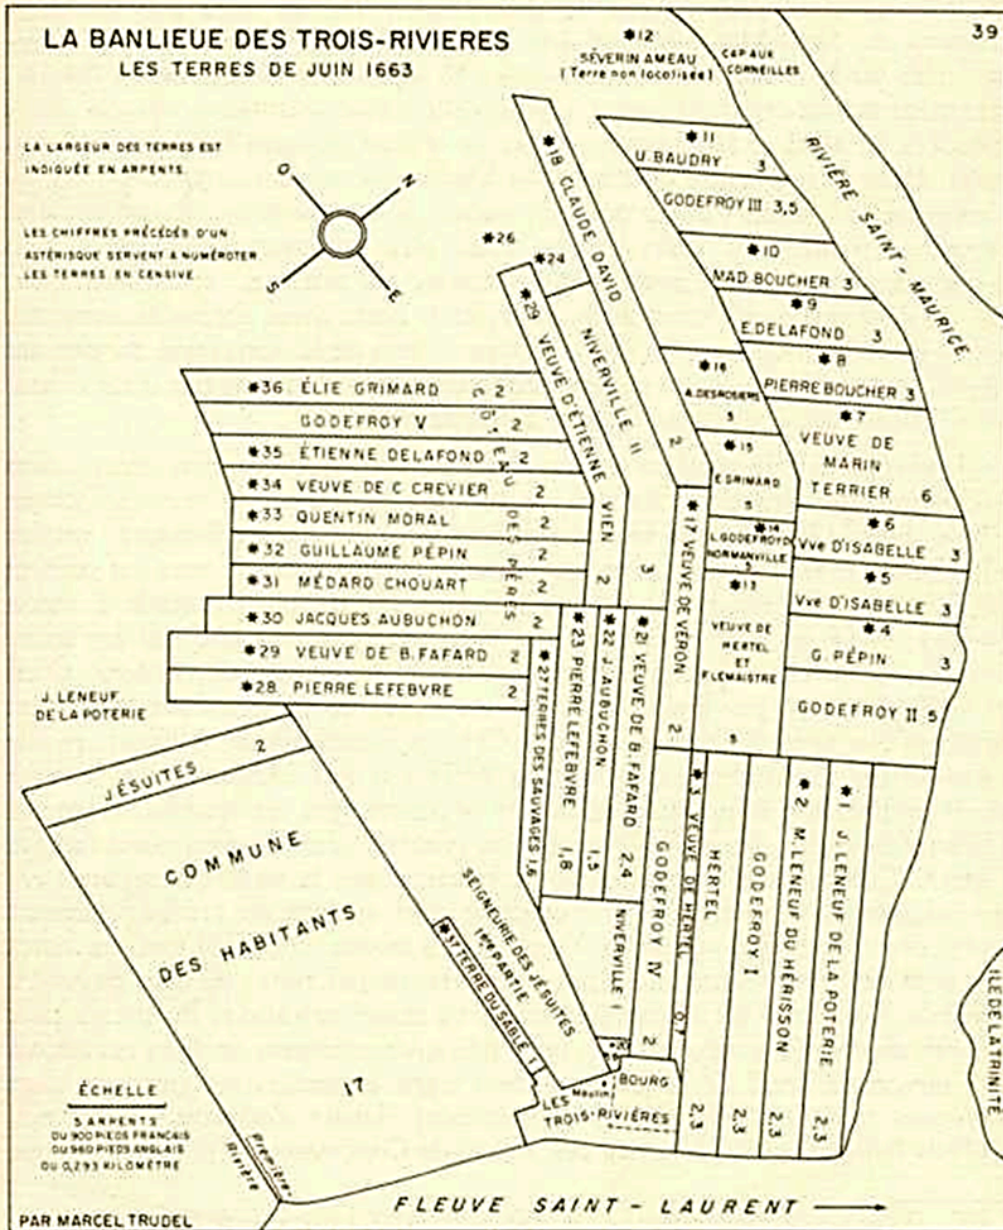 39
LA BANLIEUE DES TROIS-RIVIERES
LES TERRES DE JUIN 1663
*12
SÉVERIN AMEAU
(Terre non localisée)
CAP AUX
CORNEILLES
RIVIÈRE SAINT-MAURICE
LA LARGEUR DES TERRES EST
INDIQUÉE EN ARPENTS.
LES CHIFFRES PRÉCÉDÉS D'UN
ASTÉRISQUE SERVENT A NUMÉROTER
LES TERRES EN CENSIVE.
O
N
S
E
*11
U. BAUDRY 3
GODEFROY III 3,5
*10
MAD. BOUCHER 3
*9
E. DELAFOND 3
*8
PIERRE BOUCHER 3
*7
VEUVE DE
MARIN
TERRIER 6
*6
Vve D'ISABELLE 3
*5
Vve D'ISABELLE 3
*4
G. PÉPIN 3
GODEFROY II 5
*18 CLAUDE DAVID 2
*26
*24
NIVERVILLE II 3
*29 VEUVE D'ÉTIENNE VIEN 2
*16
A. DESROSIERS
3
*15
E GRIMARD
5
*14
L. GODEFROY D
NORMANVILLE
5
*13
VEUVE DE
HERTEL
ET
F LEMAISTRE
5
*17 VEUVE DE VÉRON 2
*36 ÉLIE GRIMARD 2
GODEFROY V 2
*35 ÉTIENNE DELAFOND 2
*34 VEUVE DE C CREVIER 2
*33 QUENTIN MORAL 2
*32 GUILLAUME PÉPIN 2
*31 MÉDARD CHOUART 2
*30 JACQUES AUBUCHON 2
*29 VEUVE DE B. FAFARD 2
*28 PIERRE LEFEBVRE 2
COTEAU DES PÈRES
*27 TERRES DES SAUVAGES 1,6
*23 PIERRE LEFEBVRE 1,8
*22 J. AUBUCHON 1,5
*21 VEUVE DE B. FAFARD 2,4
J. LENEUF
DE LA POTERIE
JÉSUITES 2
COMMUNE
DES HABITANTS
17
SEIGNEURIE DES JÉSUITES
1ère PARTIE
*37 TERRE DU SABLE 1
NIVERVILLE I
GODEFROY IV 2
*3 VEUVE DE HERTEL 0,7
HERTEL 2,3
GODEFROY I 2,3
*2 M. LENEUF DU HÉRISSON 2,3
*1 J. LENEUF DE LA POTERIE 2,3
ILE DE LA TRINITÉ
Moulin
BOURG
LES
TROIS-RIVIÈRES
ÉCHELLE
5 ARPENTS
OU 900 PIEDS FRANÇAIS
OU 960 PIEDS ANGLAIS
OU 0,293 KILOMÈTRE
Première
Rivière
FLEUVE SAINT-LAURENT
PAR MARCEL TRUDEL